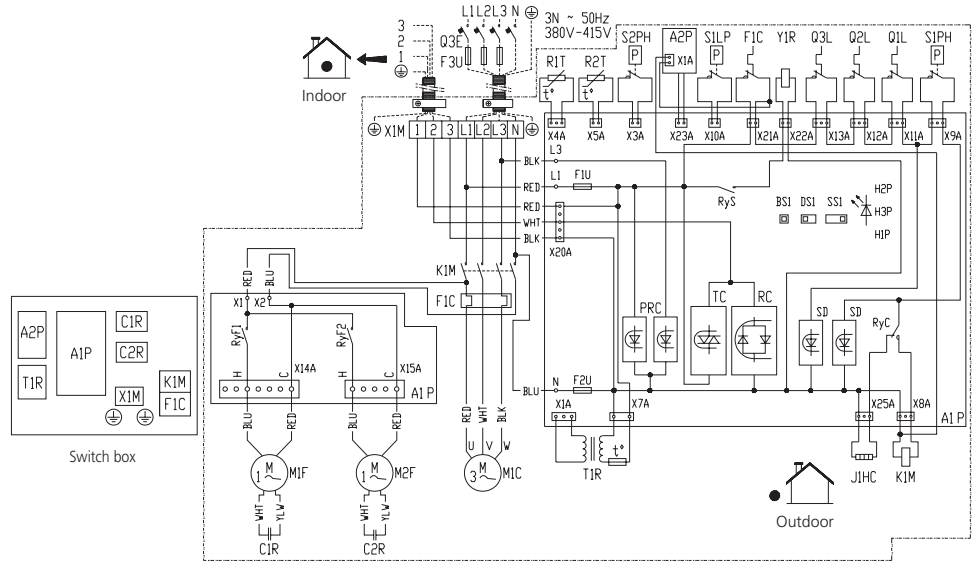 L1 L2 L3 N
3N ~ 50Hz
380V-415V
3
2
1
Q3E
F3U
Indoor
S2PH
A2P
S1LP
F1C
Y1R
Q3L
Q2L
Q1L
S1PH
R1T
R2T
P
X1A
P
P
t°
t°
X1M
1 2 3 L1 L2 L3 N
X4A
X5A
X3A
X23A
X10A
X21A
X22A
X13A
X12A
X11A
X9A
BLK
L3
RED
L1
F1U
RED
WHT
BLK
X20A
RyS
BS1
DS1
SS1
H2P
H3P
H1P
K1M
F1C
RED
BLU
X1
X2
RyF1
RyF2
PRC
TC
RC
SD
SD
RyC
H
C
X14A
H
C
X15A
A1P
BLU
N
F2U
X1A
X7A
X25A
X8A
A1P
BLU
RED
BLU
RED
RED
WHT
BLK
U
V
W
M
1
M1F
M
1
M2F
M
3
M1C
T1R
t°
J1HC
K1M
WHT
YLW
WHT
YLW
C1R
C2R
Outdoor
A2P
A1P
C1R
C2R
T1R
X1M
K1M
F1C
Switch box